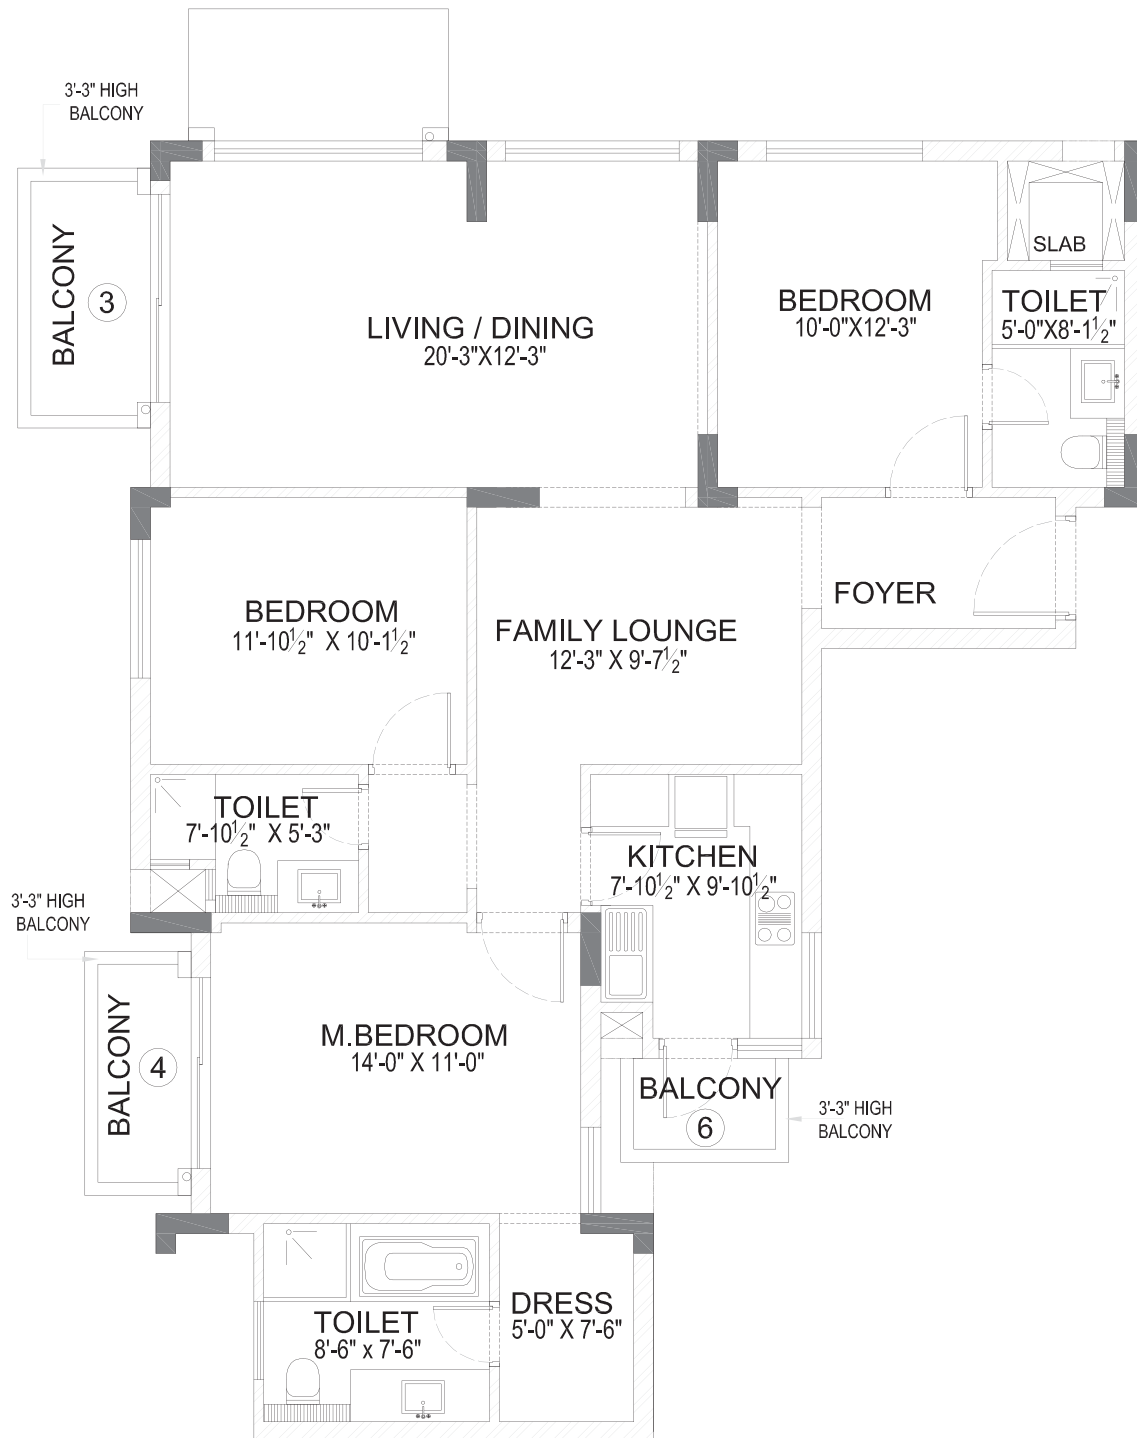 3'-3" HIGH
BALCONY
BALCONY
3
LIVING / DINING
20'-3"X12'-3"
BEDROOM
10'-0"X12'-3"
SLAB
TOILET
5'-0"X8'-1½"
BEDROOM
11'-10½" X 10'-1½"
FAMILY LOUNGE
12'-3" X 9'-7½"
FOYER
TOILET
7'-10½" X 5'-3"
KITCHEN
7'-10½" X 9'-10½"
3'-3" HIGH
BALCONY
BALCONY
4
M.BEDROOM
14'-0" X 11'-0"
BALCONY
6
3'-3" HIGH
BALCONY
TOILET
8'-6" x 7'-6"
DRESS
5'-0" X 7'-6"